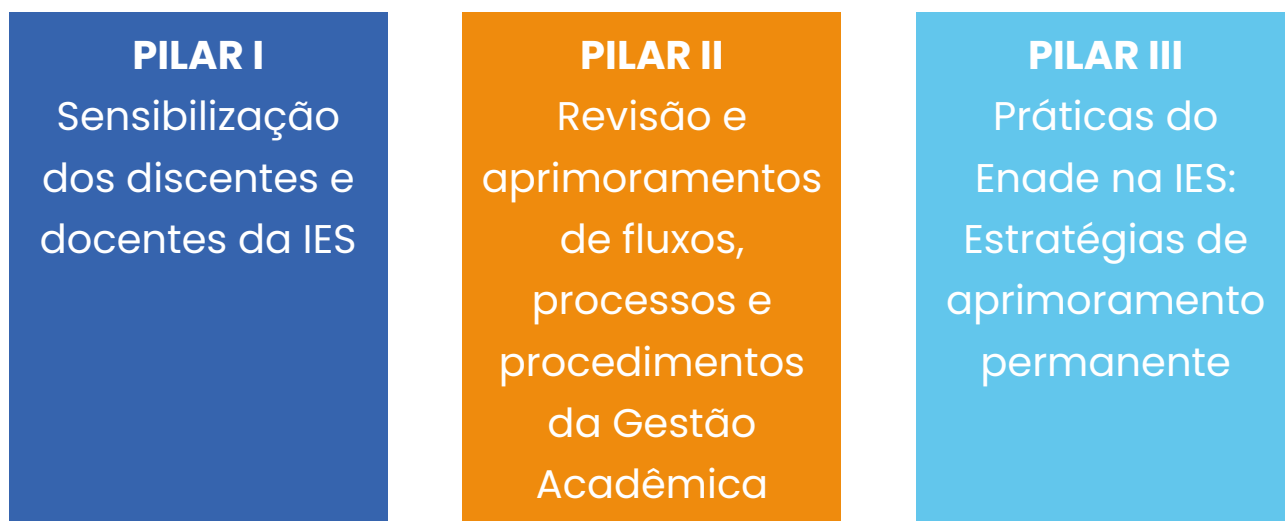 PILAR I
Sensibilização
dos discentes e
docentes da IES
PILAR II
Revisão e
aprimoramentos
de fluxos,
processos e
procedimentos
da Gestão
Acadêmica
PILAR III
Práticas do
Enade na IES:
Estratégias de
aprimoramento
permanente